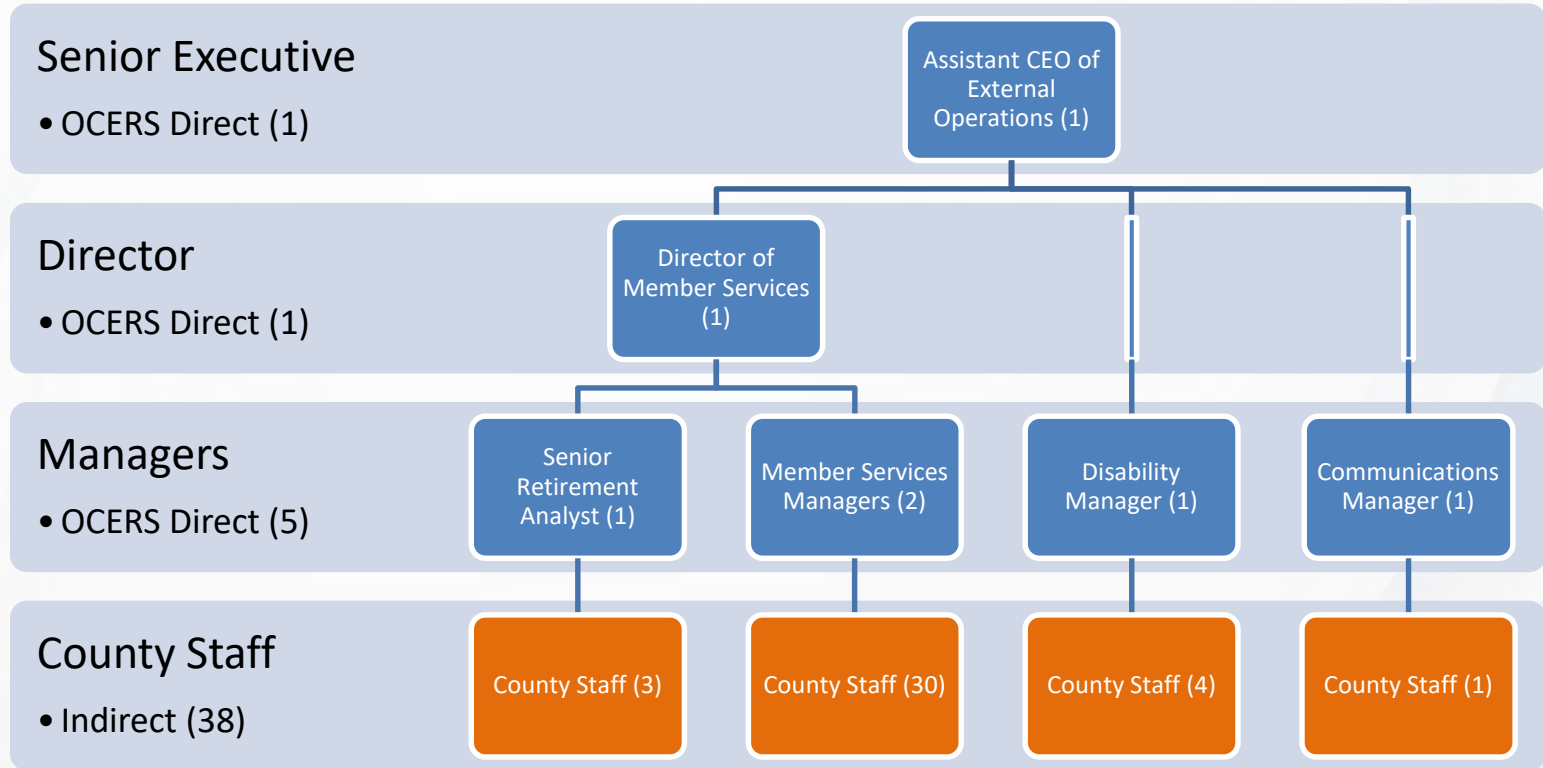 Senior Executive
• OCERS Direct (1)
Assistant CEO of
External
Operations (1)
Director
• OCERS Direct (1)
Director of
Member Services
(1)
Managers
• OCERS Direct (5)
Senior
Retirement
Analyst (1)
Member Services
Managers (2)
Disability
Manager (1)
Communications
Manager (1)
County Staff
• Indirect (38)
County Staff (3)
County Staff (30)
County Staff (4)
County Staff (1)